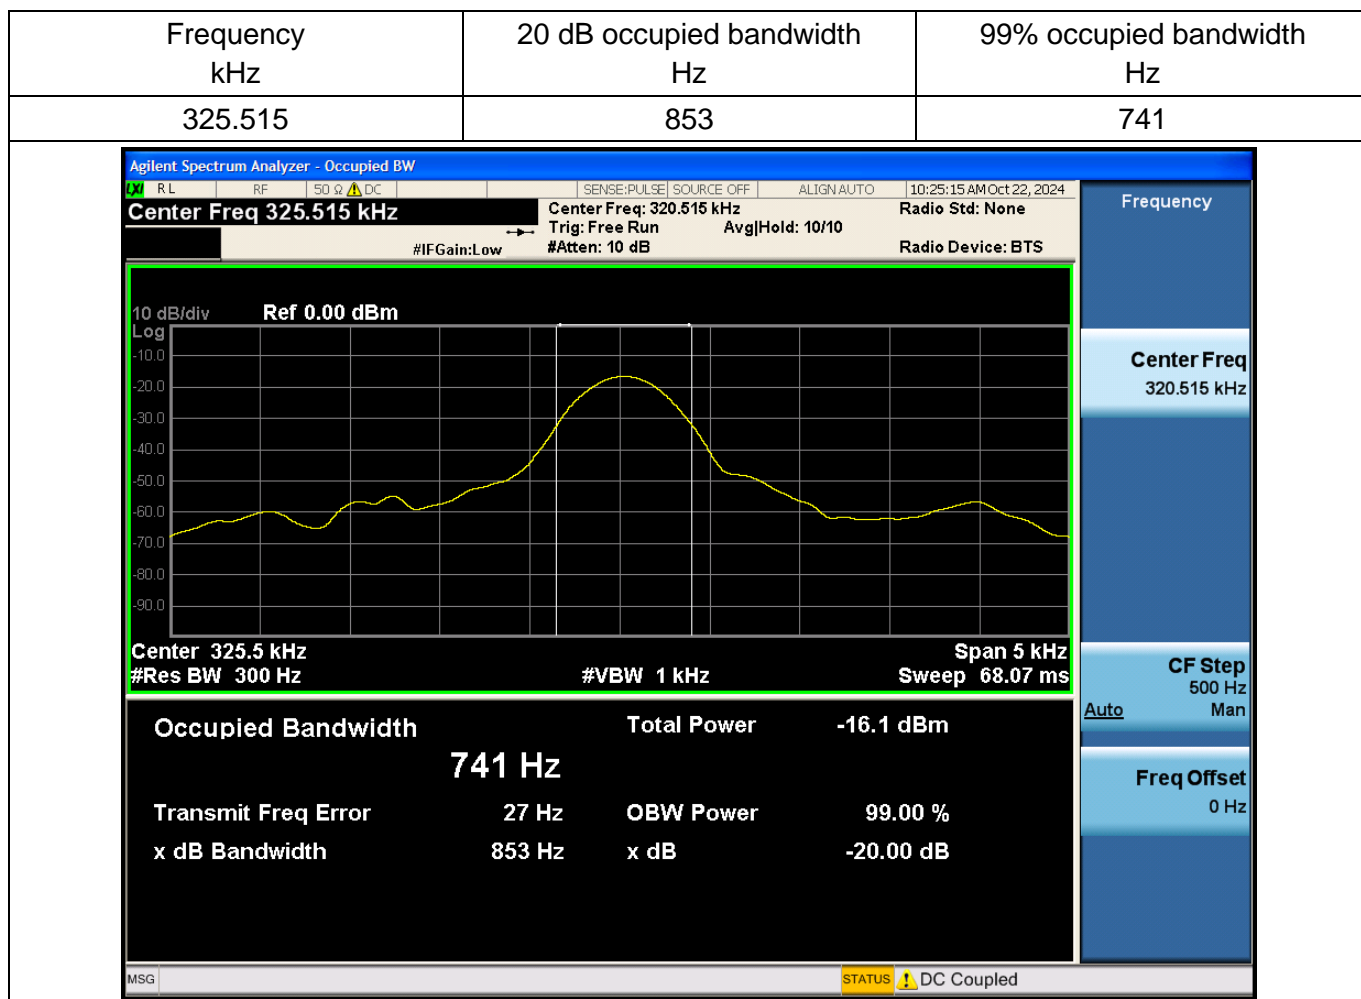 Frequency 20 dB occupied bandwidth 99% occupied bandwidth
kHz Hz Hz
325.515 853 741
Agilent Spectrum Analyzer - Occupied BW
LXI RL RF 50 Ω DC SENSE:PULSE SOURCE OFF ALIGN AUTO 10:25:15 AM Oct 22, 2024
Center Freq 325.515 kHz Center Freq: 320.515 kHz Radio Std: None Frequency
Trig: Free Run Avg|Hold: 10/10
#IFGain:Low #Atten: 10 dB Radio Device: BTS
10 dB/div Ref 0.00 dBm
Log
-10.0
-20.0
-30.0
-40.0
-50.0
-60.0
-70.0
-80.0
-90.0
Center Freq
320.515 kHz
Center 325.5 kHz Span 5 kHz
#Res BW 300 Hz #VBW 1 kHz Sweep 68.07 ms
CF Step
500 Hz
Auto Man
Occupied Bandwidth Total Power -16.1 dBm
741 Hz
Transmit Freq Error 27 Hz OBW Power 99.00 %
x dB Bandwidth 853 Hz x dB -20.00 dB
Freq Offset
0 Hz
MSG STATUS DC Coupled